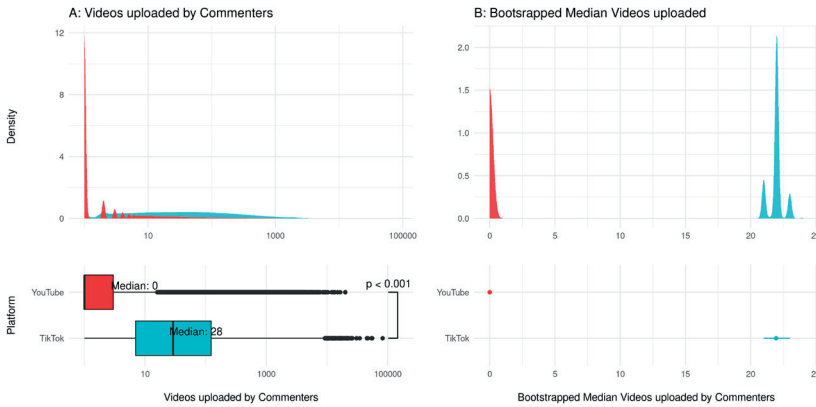 A: Videos uploaded by Commenters
B: Bootsrapped Median Videos uploaded
Density
12
8
4
0
10
1000
100000
2.0
1.5
1.0
0.5
0.0
0
5
10
15
20
25
Platform
YouTube
TikTok
Median: 0
Median: 28
p < 0.001
10
1000
100000
Videos uploaded by Commenters
YouTube
TikTok
0
5
10
15
20
25
Bootstrapped Median Videos uploaded by Commenters